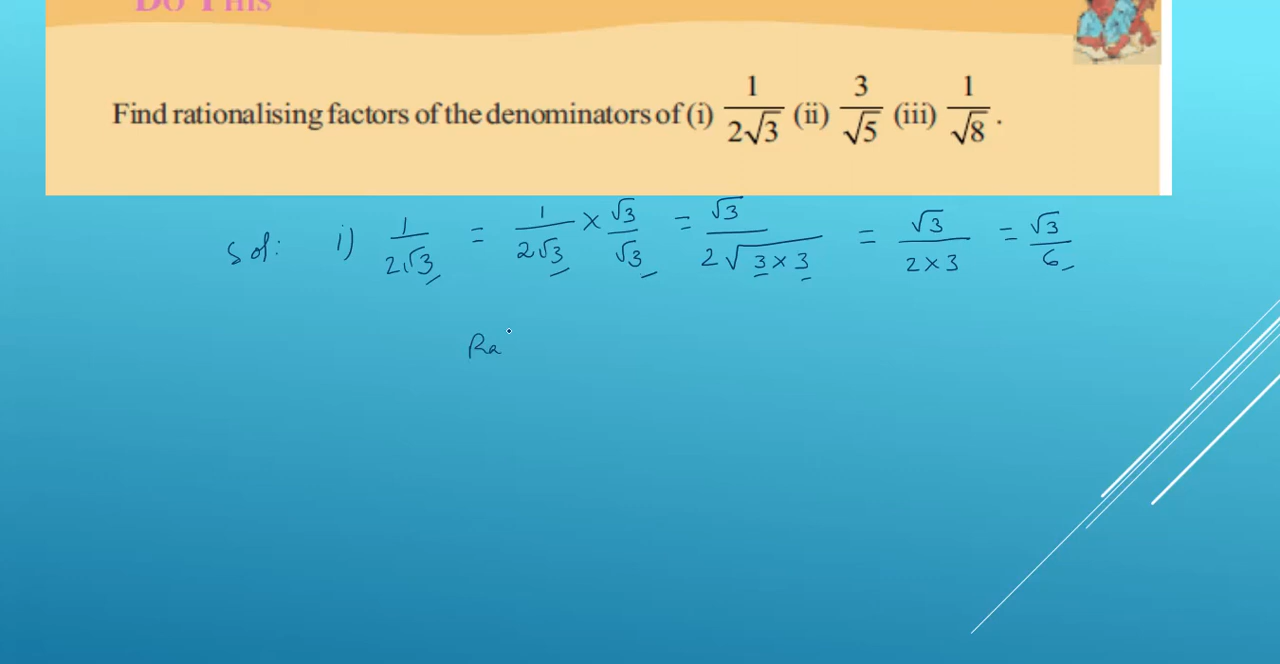 DO THIS
Find rationalising factors of the denominators of (i) 1/2√3 (ii) 3/√5 (iii) 1/√8 .
Sol: i) 1/2√3 = 1/2√3 × √3/√3 = √3/2√3×3 = √3/2×3 = √3/6
Ra